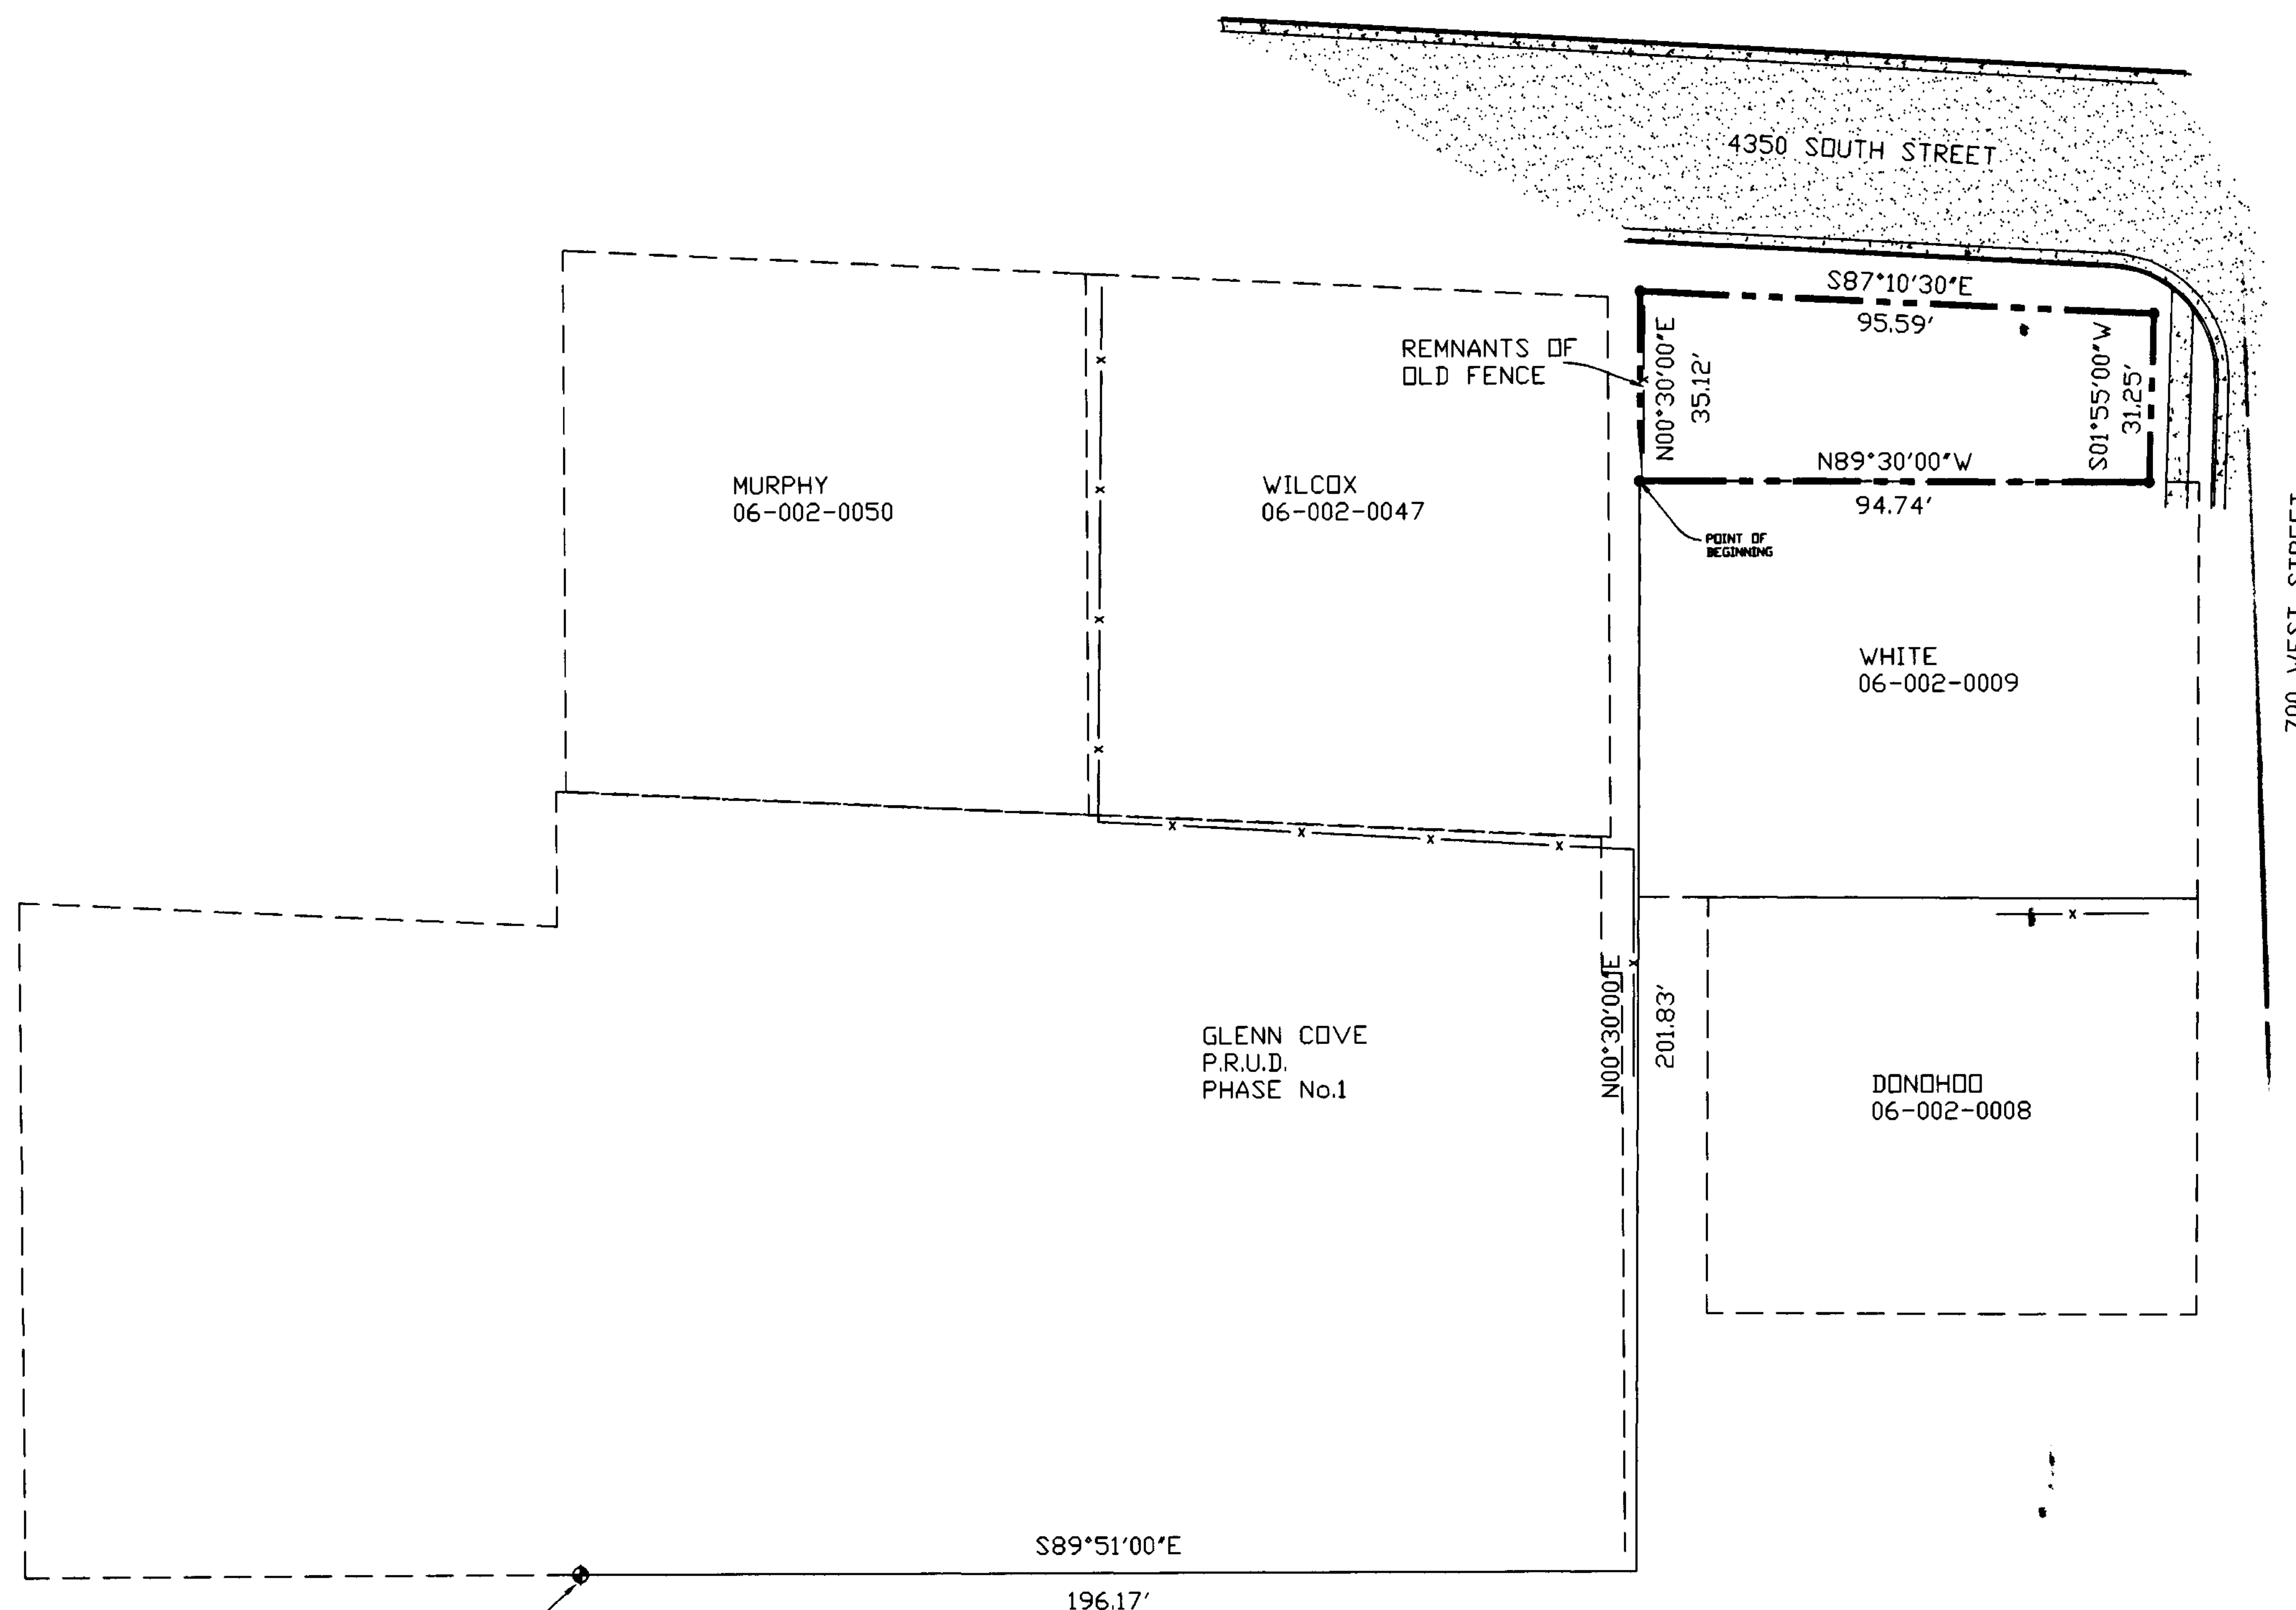 4350 SOUTH STREET
S87°10'30"E
95.59'
REMNANTS OF
OLD FENCE
N00°30'00"E
35.12'
S01°55'00"W
31.25'
N89°30'00"W
94.74'
POINT OF
BEGINNING
MURPHY
06-002-0050
WILCOX
06-002-0047
WHITE
06-002-0009
700 WEST STREET
GLENN COVE
P.R.U.D.
PHASE No.1
N00°30'00"E
201.83'
DONOHOO
06-002-0008
S89°51'00"E
196.17'